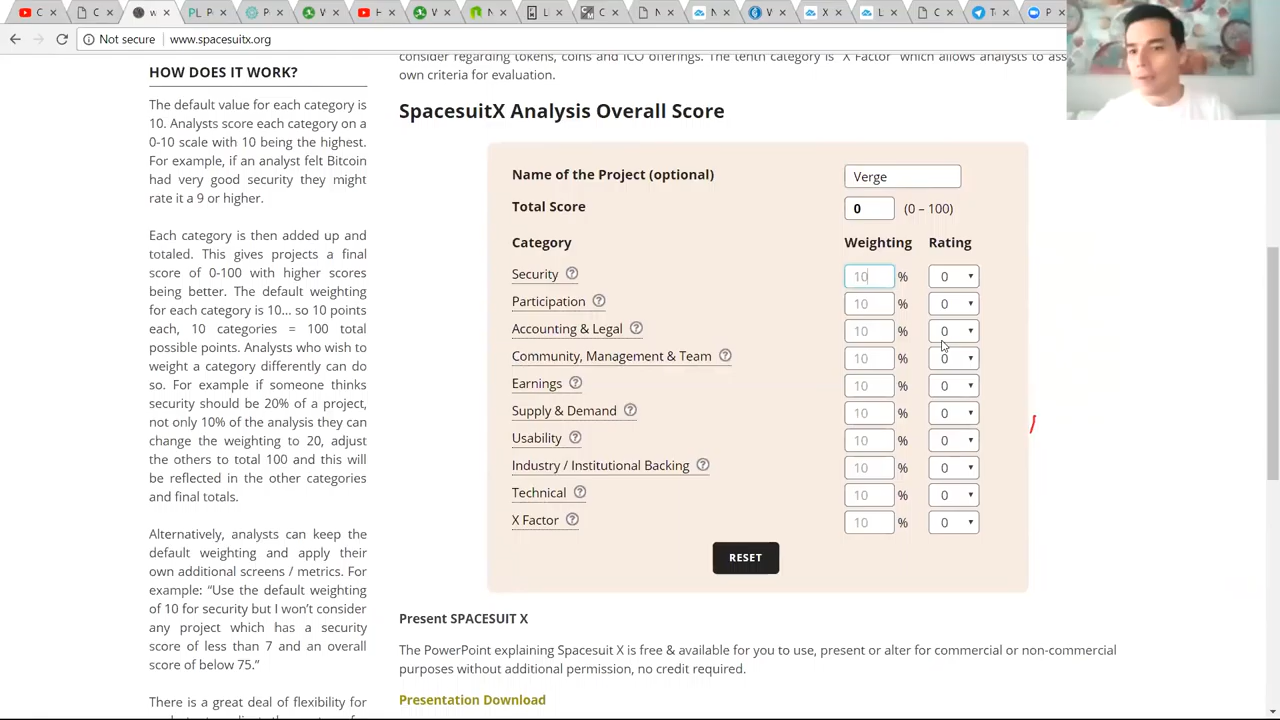 Not secure
www.spacesuitx.org
HOW DOES IT WORK?
The default value for each category is
10. Analysts score each category on a
0-10 scale with 10 being the highest.
For example, if an analyst felt Bitcoin
had very good security they might
rate it a 9 or higher.
Each category is then added up and
totaled. This gives projects a final
score of 0-100 with higher scores
being better. The default weighting
for each category is 10... so 10 points
each, 10 categories = 100 total
possible points. Analysts who wish to
weight a category differently can do
so. For example if someone thinks
security should be 20% of a project,
not only 10% of the analysis they can
change the weighting to 20, adjust
the others to total 100 and this will
be reflected in the other categories
and final totals.
Alternatively, analysts can keep the
default weighting and apply their
own additional screens / metrics. For
example: “Use the default weighting
of 10 for security but I won’t consider
any project which has a security
score of less than 7 and an overall
score of below 75.”
There is a great deal of flexibility for
consider regarding tokens, coins and ICO offerings. The tenth category is “X Factor” which allows analysts to
own criteria for evaluation.
SpacesuitX Analysis Overall Score
Name of the Project (optional) Verge
Total Score 0 (0 – 100)
Category Weighting Rating
Security ? 10 % 0
Participation ? 10 % 0
Accounting & Legal ? 10 % 0
Community, Management & Team ? 10 % 0
Earnings ? 10 % 0
Supply & Demand ? 10 % 0
Usability ? 10 % 0
Industry / Institutional Backing ? 10 % 0
Technical ? 10 % 0
X Factor ? 10 % 0
RESET
Present SPACESUIT X
The PowerPoint explaining Spacesuit X is free & available for you to use, present or alter for commercial or non-commercial
purposes without additional permission, no credit required.
Presentation Download